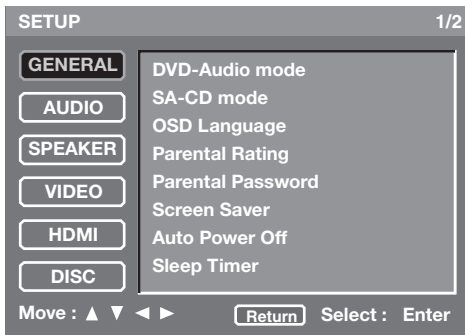 SETUP 1/2
GENERAL
AUDIO
SPEAKER
VIDEO
HDMI
DISC
DVD-Audio mode
SA-CD mode
OSD Language
Parental Rating
Parental Password
Screen Saver
Auto Power Off
Sleep Timer
Move : ▲ ▼ ◄ ► Return Select : Enter